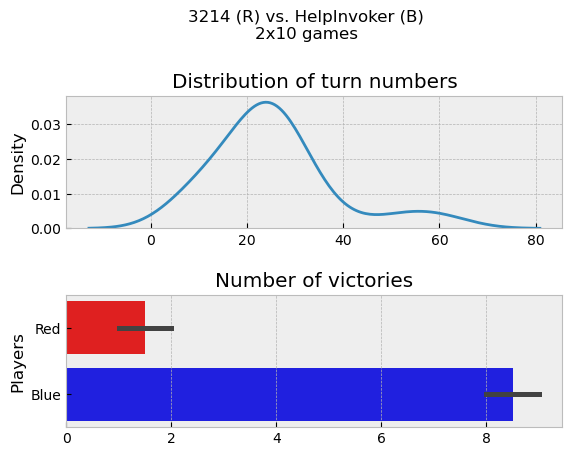 3214 (R) vs. HelpInvoker (B)
2x10 games
Distribution of turn numbers
Density
0.03
0.02
0.01
0.00
0 20 40 60 80
Number of victories
Players
Red
Blue
0 2 4 6 8